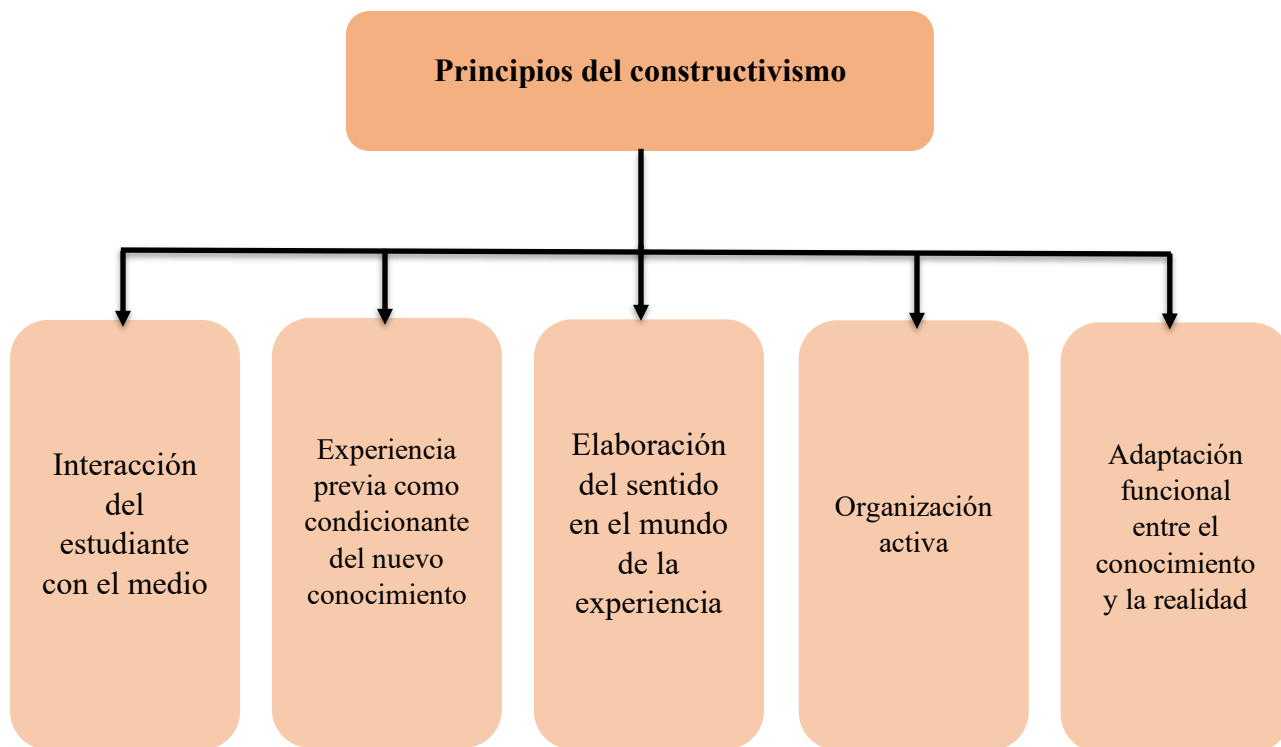 Principios del constructivismo
Interacción
del
estudiante
con el medio
Experiencia
previa como
condicionante
del nuevo
conocimiento
Elaboración
del sentido
en el mundo
de la
experiencia
Organización
activa
Adaptación
funcional
entre el
conocimiento
y la realidad